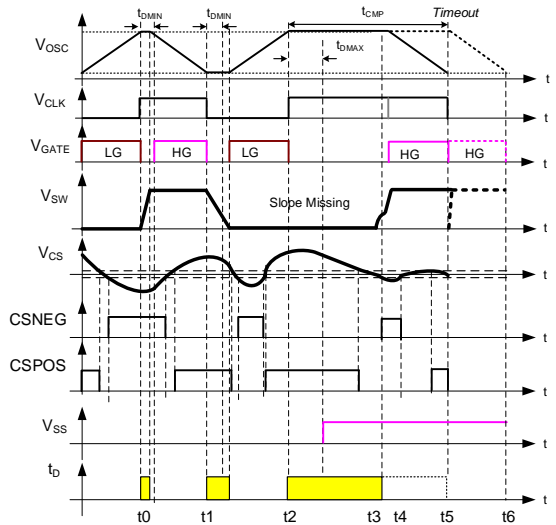 tDMIN tDMIN tCMP Timeout
VOSC
tDMAX
t
VCLK
t
VGATE LG HG LG HG HG
t
VSW
Slope Missing
t
VCS
t
CSNEG
t
CSPOS
t
VSS
t
tD
t
t0 t1 t2 t3 t4 t5 t6